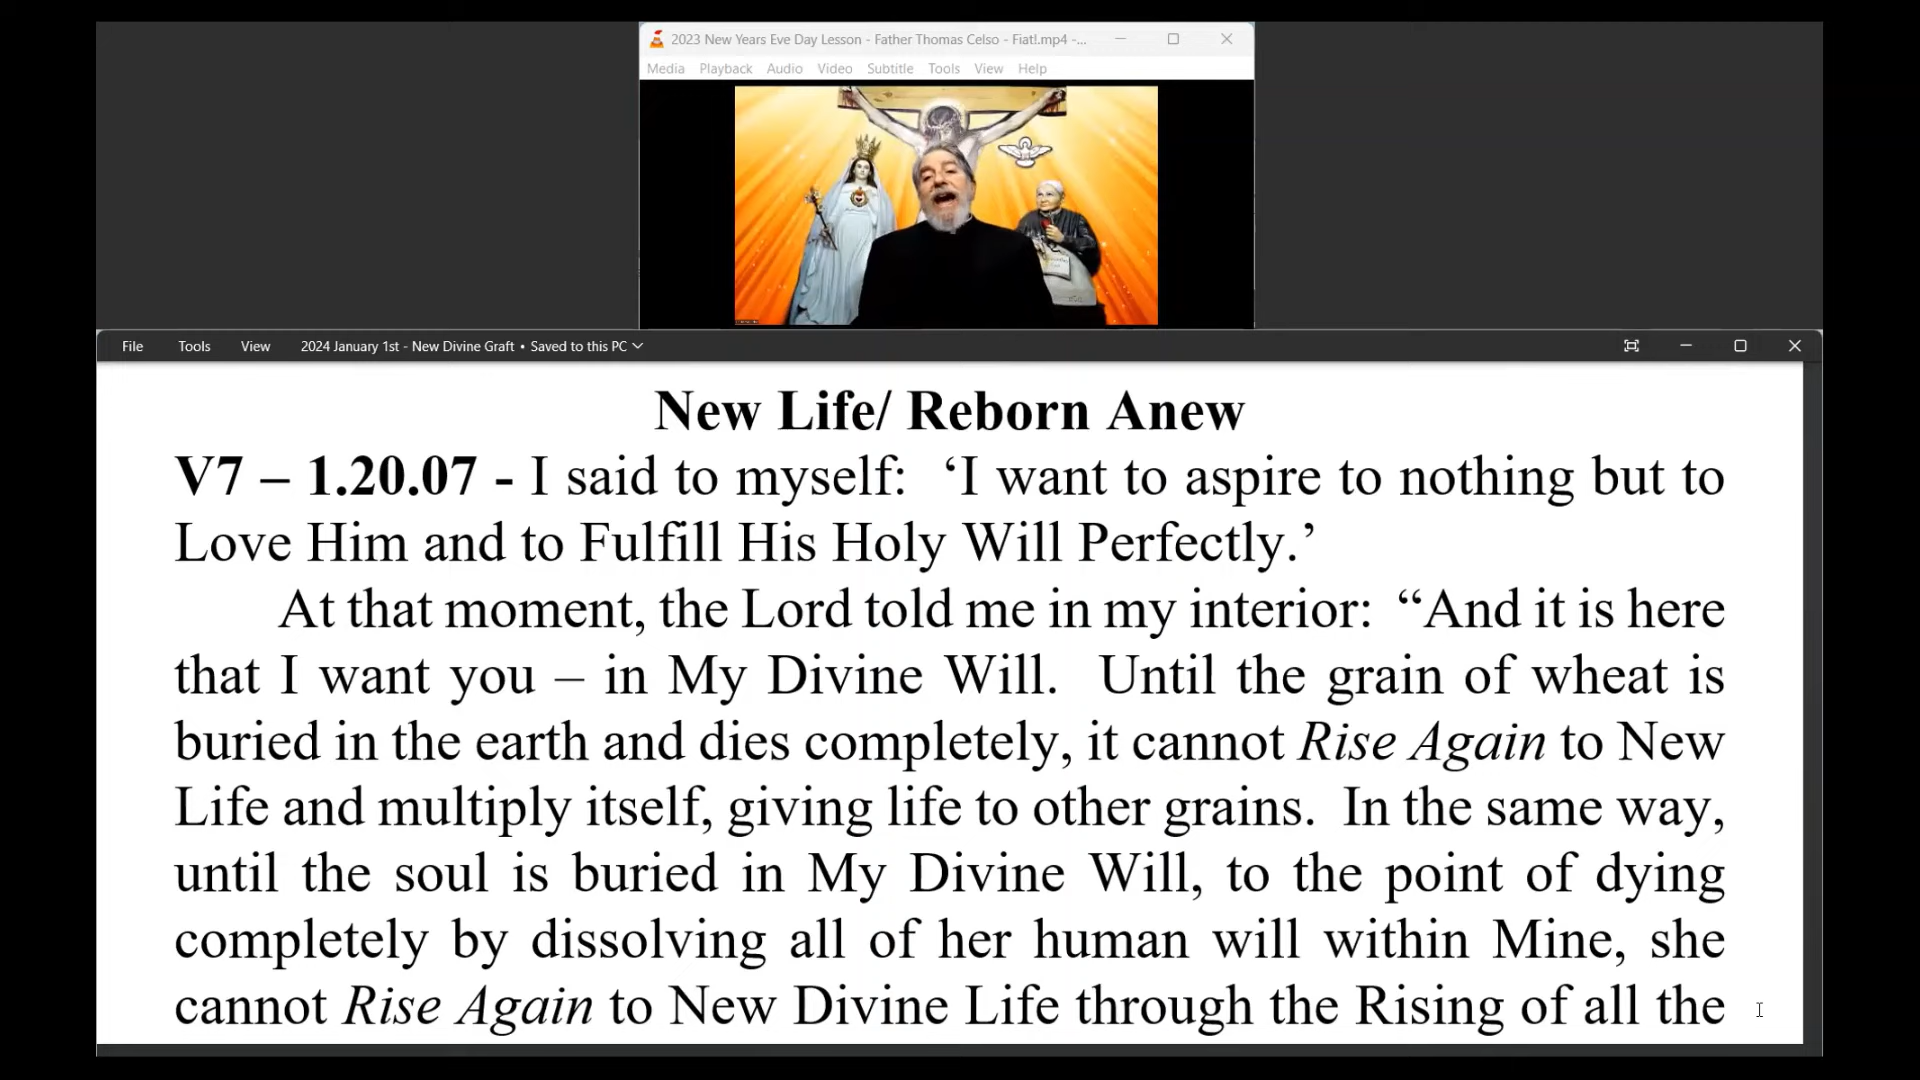 2023 New Years Eve Day Lesson - Father Thomas Celso - Fiat!.mp4 -...
Media Playback Audio Video Subtitle Tools View Help
File Tools View 2024 January 1st - New Divine Graft • Saved to this PC
New Life/ Reborn Anew
V7 – 1.20.07 - I said to myself: ‘I want to aspire to nothing but to
Love Him and to Fulfill His Holy Will Perfectly.’
At that moment, the Lord told me in my interior: “And it is here
that I want you – in My Divine Will. Until the grain of wheat is
buried in the earth and dies completely, it cannot Rise Again to New
Life and multiply itself, giving life to other grains. In the same way,
until the soul is buried in My Divine Will, to the point of dying
completely by dissolving all of her human will within Mine, she
cannot Rise Again to New Divine Life through the Rising of all the